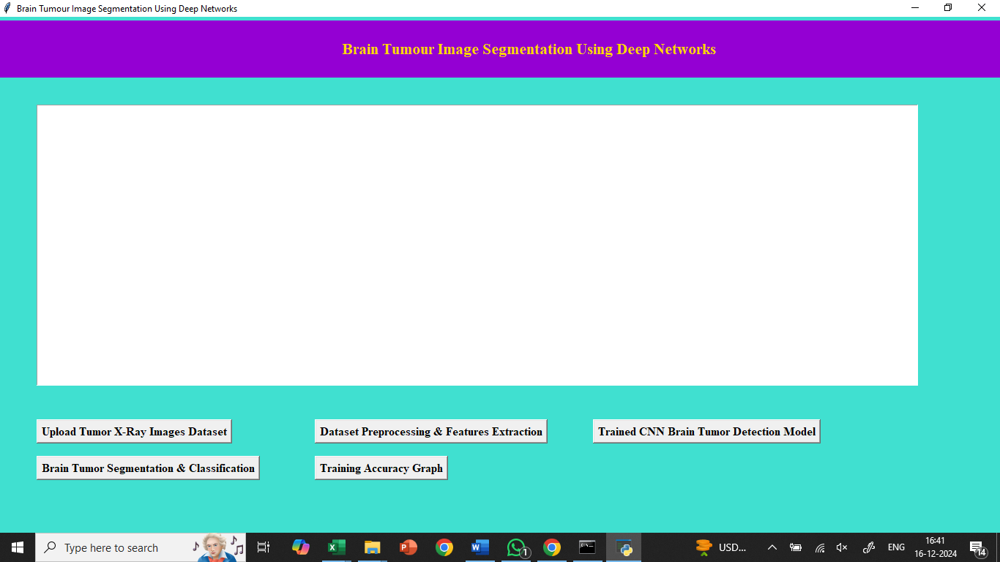 Brain Tumour Image Segmentation Using Deep Networks
Brain Tumour Image Segmentation Using Deep Networks
Upload Tumor X-Ray Images Dataset
Dataset Preprocessing & Features Extraction
Trained CNN Brain Tumor Detection Model
Brain Tumor Segmentation & Classification
Training Accuracy Graph
Type here to search
1
USD...
ENG
16:41
16-12-2024
14